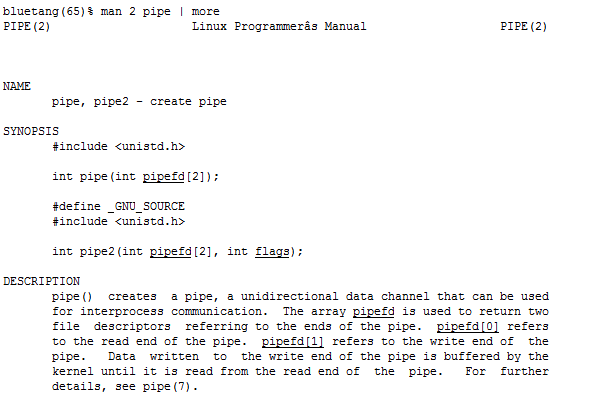 bluetang(65)% man 2 pipe | more
PIPE(2) Linux Programmerâs Manual PIPE(2)
NAME
pipe, pipe2 - create pipe
SYNOPSIS
#include <unistd.h>
int pipe(int pipefd[2]);
#define _GNU_SOURCE
#include <unistd.h>
int pipe2(int pipefd[2], int flags);
DESCRIPTION
pipe() creates a pipe, a unidirectional data channel that can be used
for interprocess communication. The array pipefd is used to return two
file descriptors referring to the ends of the pipe. pipefd[0] refers
to the read end of the pipe. pipefd[1] refers to the write end of the
pipe. Data written to the write end of the pipe is buffered by the
kernel until it is read from the read end of the pipe. For further
details, see pipe(7).